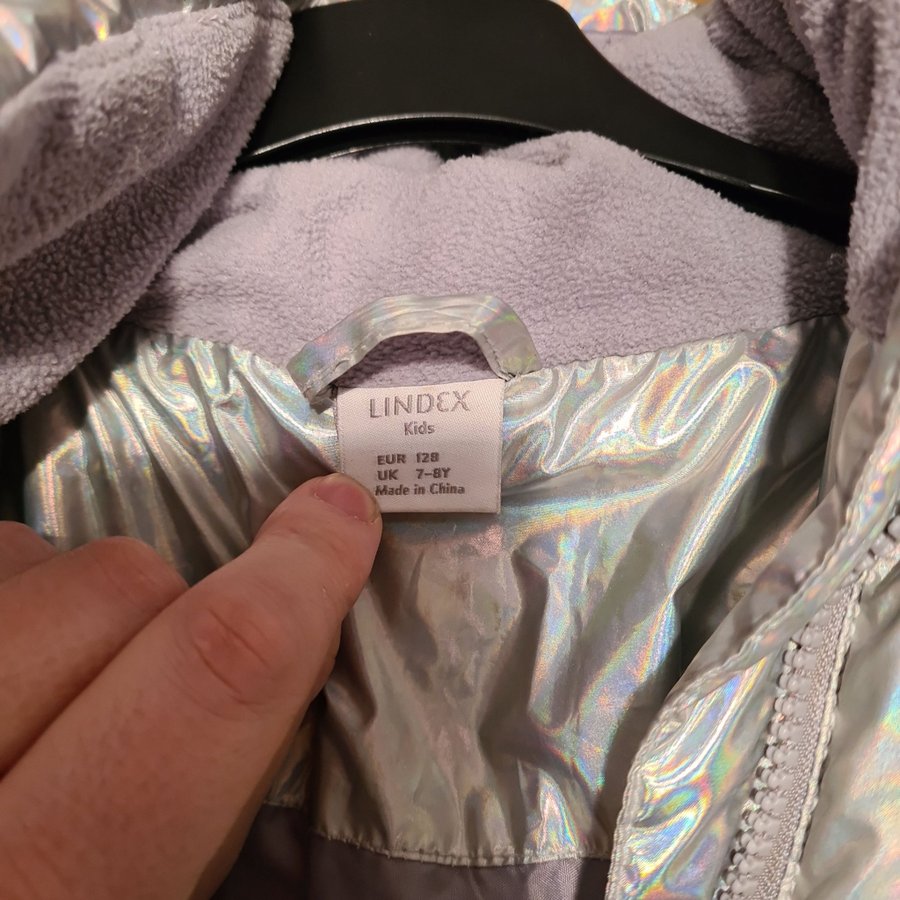 LINDEX
Kids
EUR 128
UK 7-8Y
Made in China